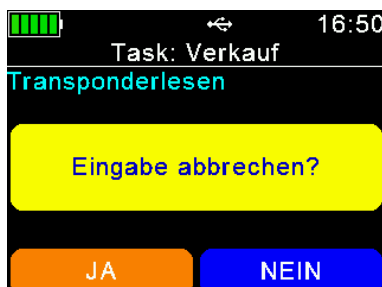 16:50
Task: Verkauf
Transponderlesen
Eingabe abbrechen?
JA NEIN